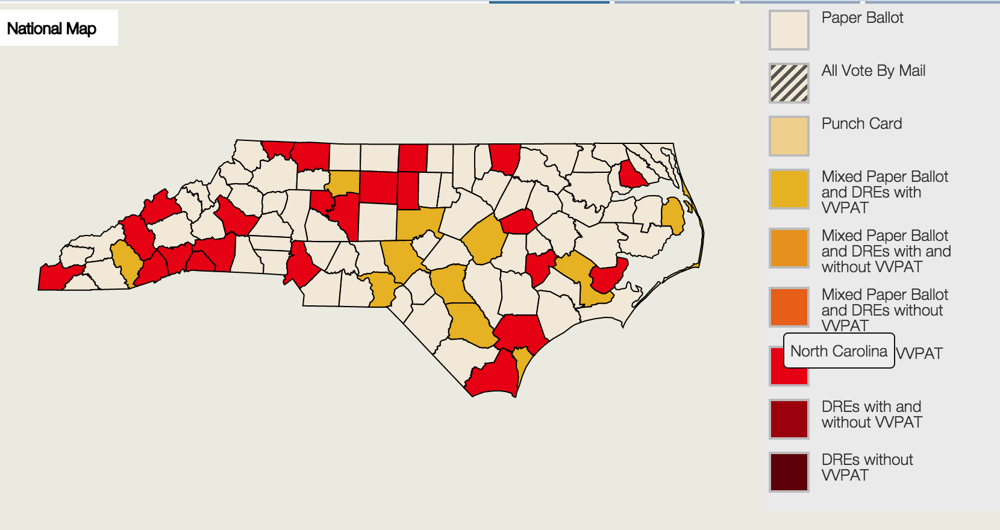 National Map
Paper Ballot
All Vote By Mail
Punch Card
Mixed Paper Ballot
and DREs with
VVPAT
Mixed Paper Ballot
and DREs with and
without VVPAT
Mixed Paper Ballot
and DREs without
VVPAT
North Carolina
VVPAT
DREs with and
without VVPAT
DREs without
VVPAT